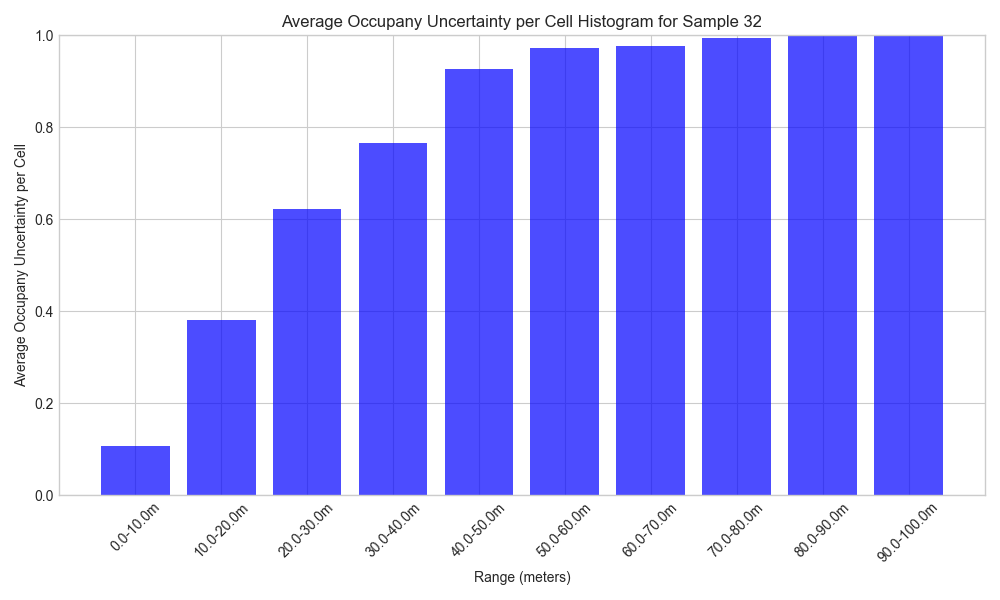 Average Occupany Uncertainty per Cell Histogram for Sample 32
Average Occupany Uncertainty per Cell
1.0
0.8
0.6
0.4
0.2
0.0
0.0-10.0m
10.0-20.0m
20.0-30.0m
30.0-40.0m
40.0-50.0m
50.0-60.0m
60.0-70.0m
70.0-80.0m
80.0-90.0m
90.0-100.0m
Range (meters)